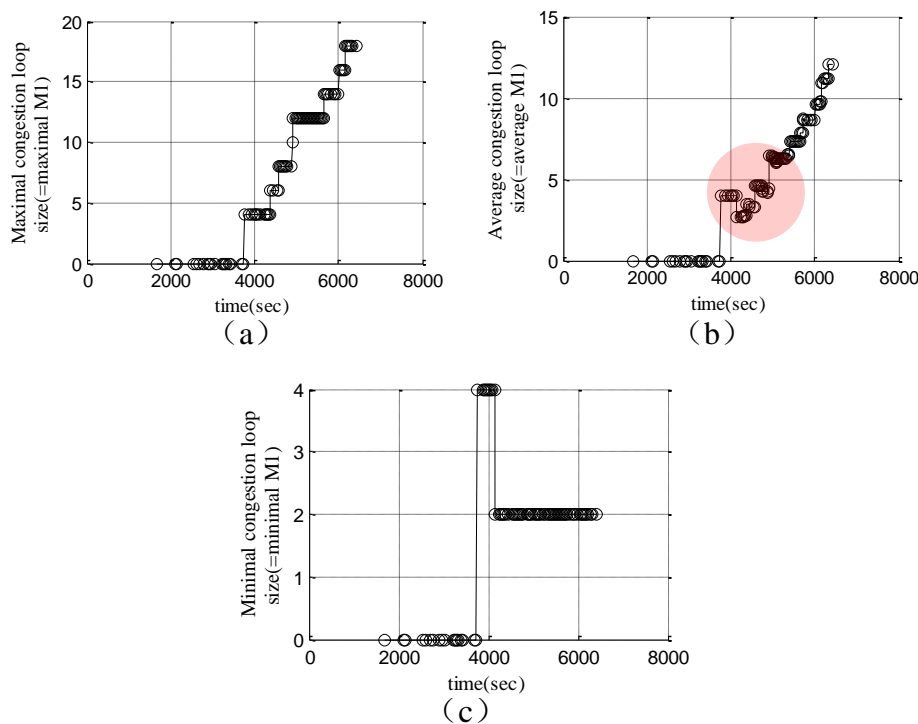 20
15
10
5
0
0
2000
4000
6000
8000
Maximal congestion loop
size(=maximal M1)
time(sec)
(a)
15
10
5
0
0
2000
4000
6000
8000
Average congestion loop
size(=average M1)
time(sec)
(b)
4
3
2
1
0
0
2000
4000
6000
8000
Minimal congestion loop
size(=minimal M1)
time(sec)
(c)